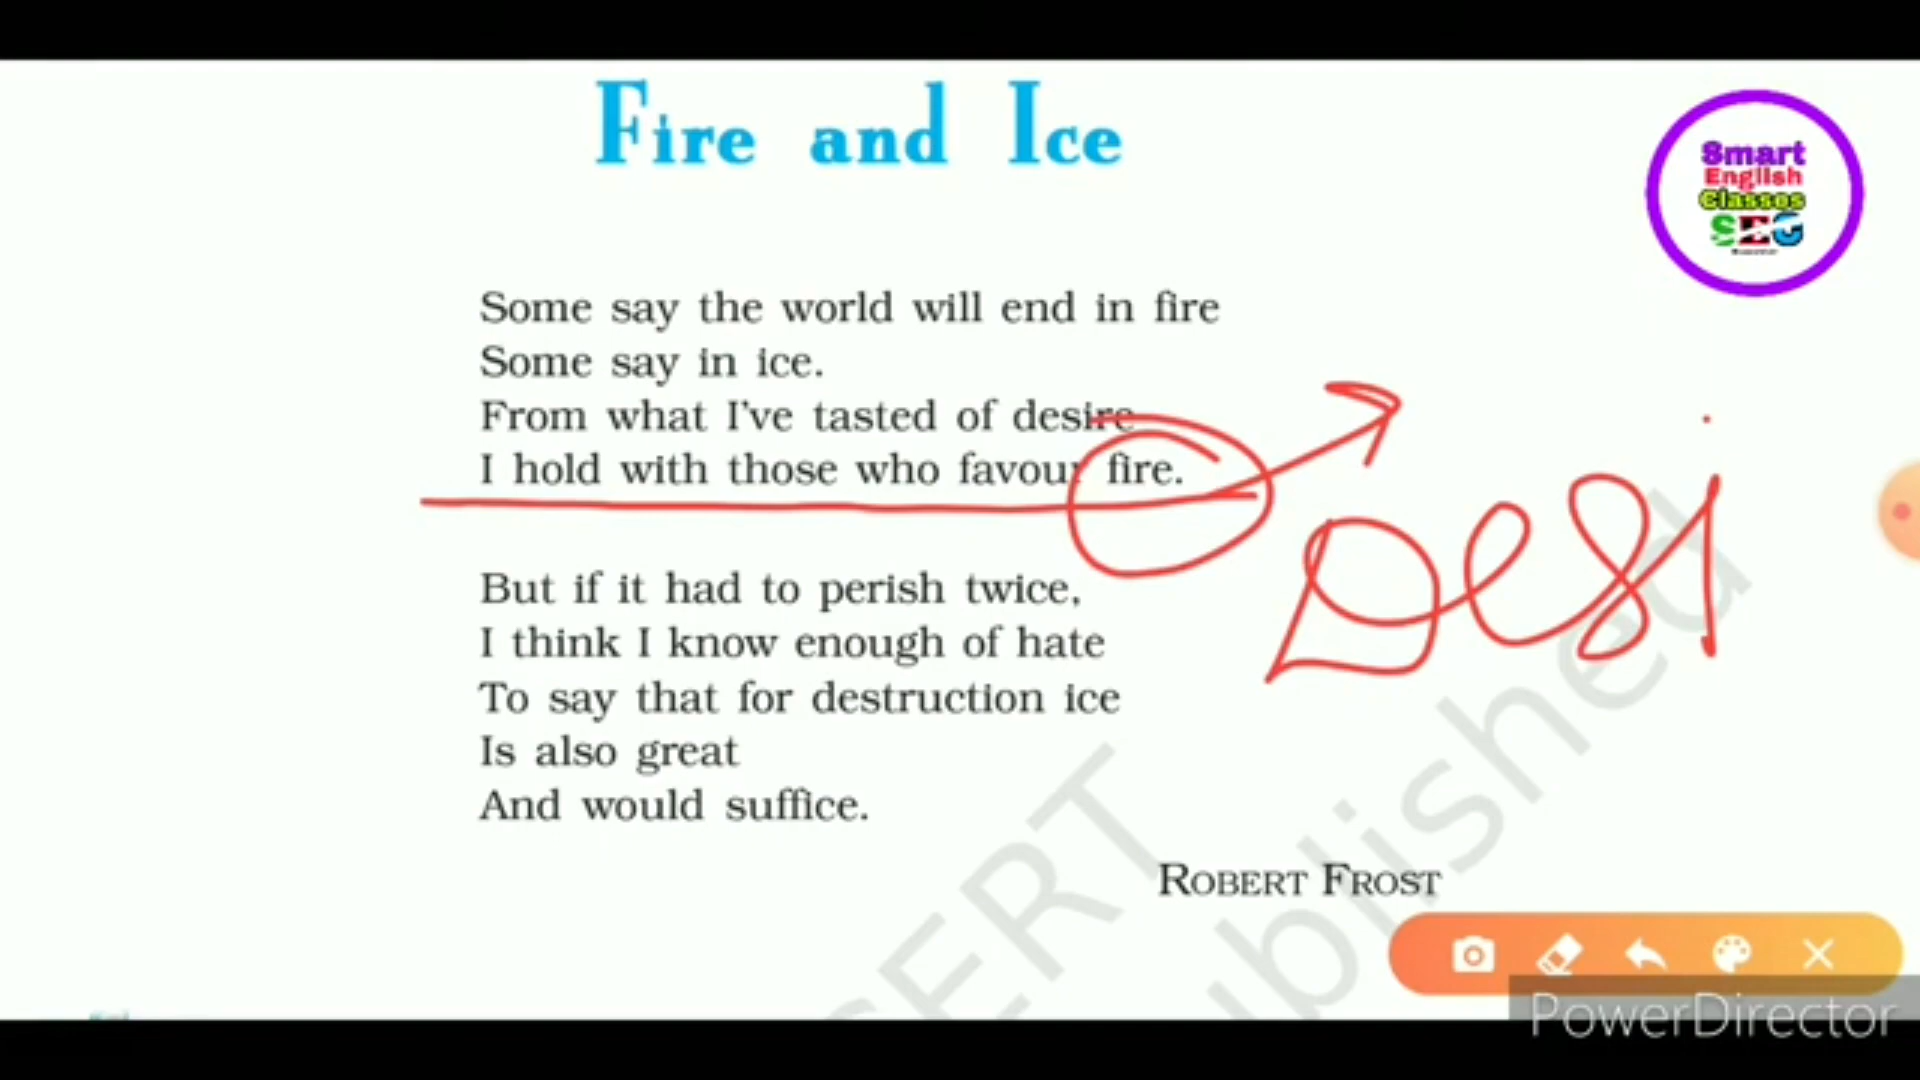 Fire and Ice
Smart
English
Classes
SEC
Some say the world will end in fire
Some say in ice.
From what I've tasted of desire
I hold with those who favour fire.
Desi
But if it had to perish twice,
I think I know enough of hate
To say that for destruction ice
Is also great
And would suffice.
ROBERT FROST
PowerDirector